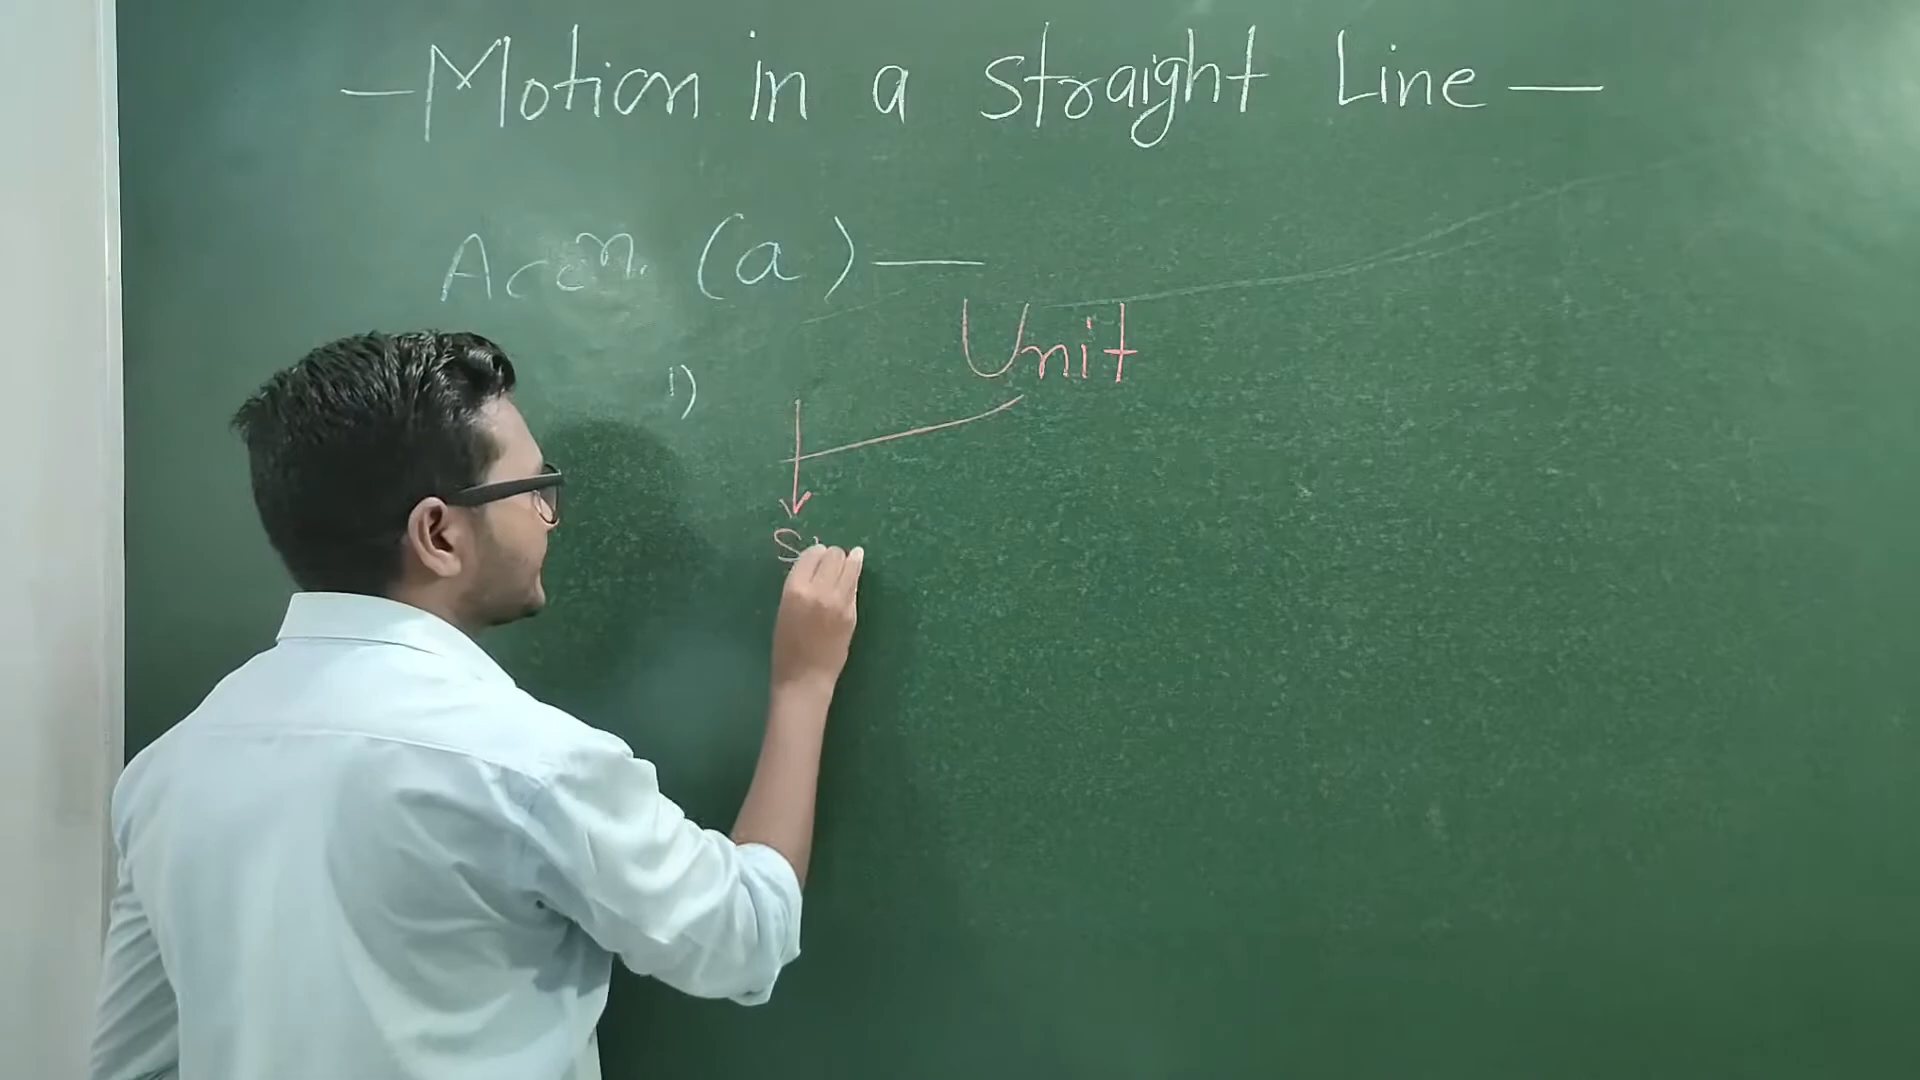 — Motion in a Straight Line —
Accn. (a) —
Unit
i)